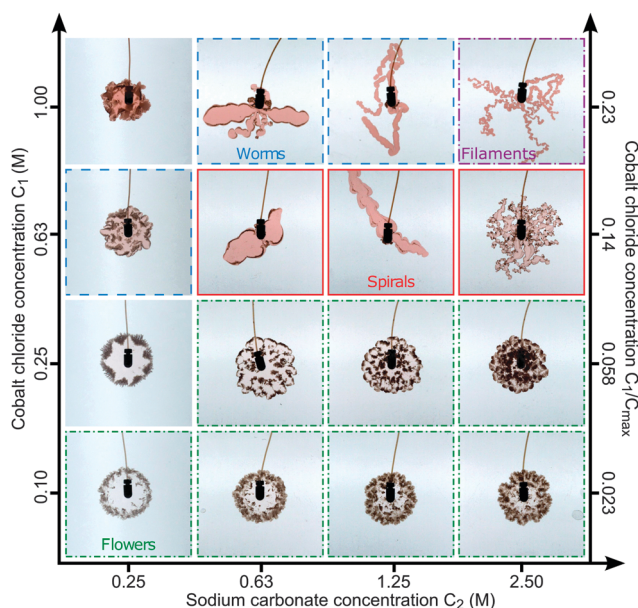 Cobalt chloride concentration C1 (M)
1.00
0.63
0.25
0.10
Worms
Filaments
Spirals
Flowers
0.23
0.14
0.058
0.023
Cobalt chloride concentration C1/Cmax
0.25
0.63
1.25
2.50
Sodium carbonate concentration C2 (M)